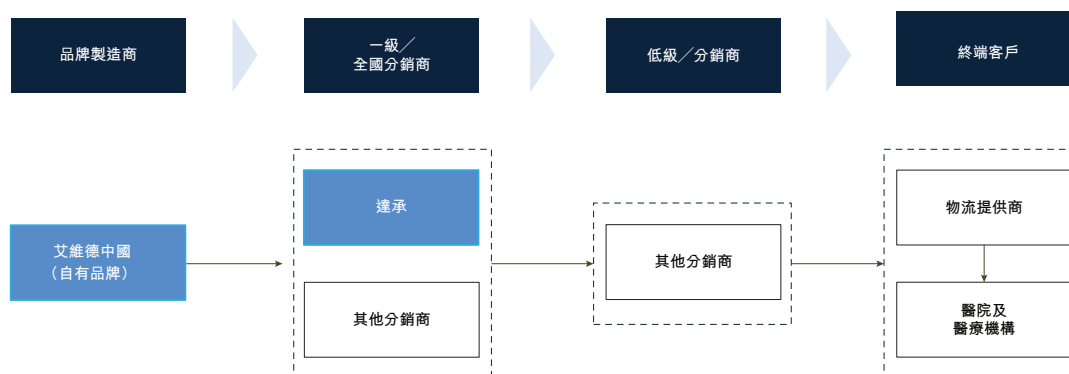 品牌製造商
一級／
全國分銷商
低級／分銷商
終端客戶
達承
物流提供商
艾維德中國
（自有品牌）
其他分銷商
其他分銷商
醫院及
醫療機構